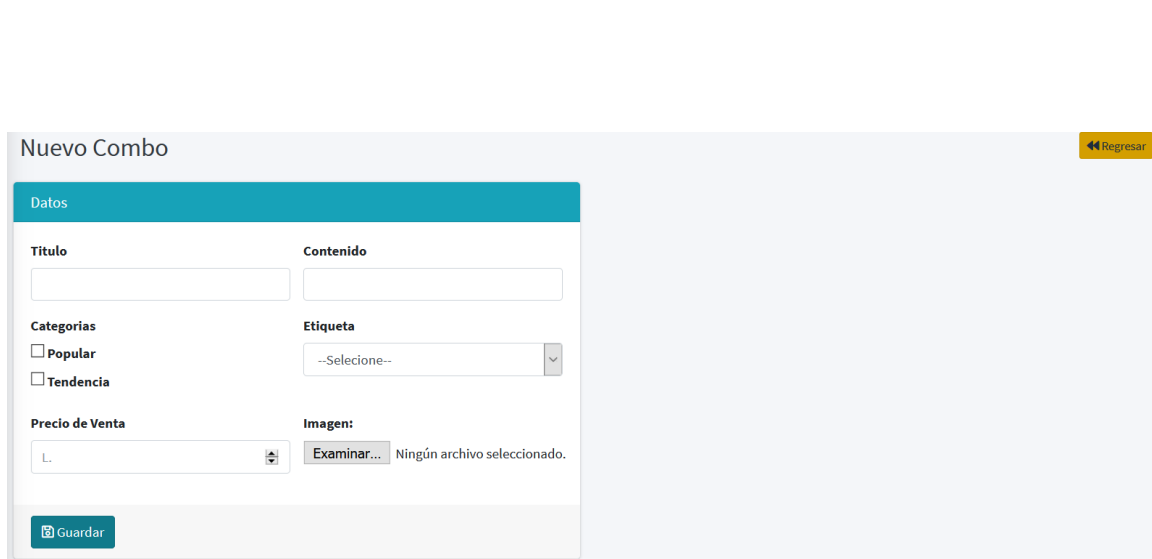 Nuevo Combo
Regresar
Datos
Titulo
Contenido
Categorias
Etiqueta
Popular
--Selecione--
Tendencia
Precio de Venta
Imagen:
L.
Examinar... Ningún archivo seleccionado.
Guardar